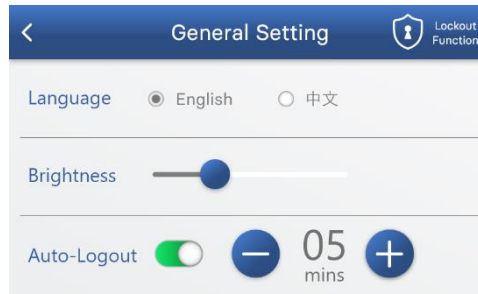 General Setting
Lockout
Function
Language English 中文
Brightness
Auto-Logout 05
mins